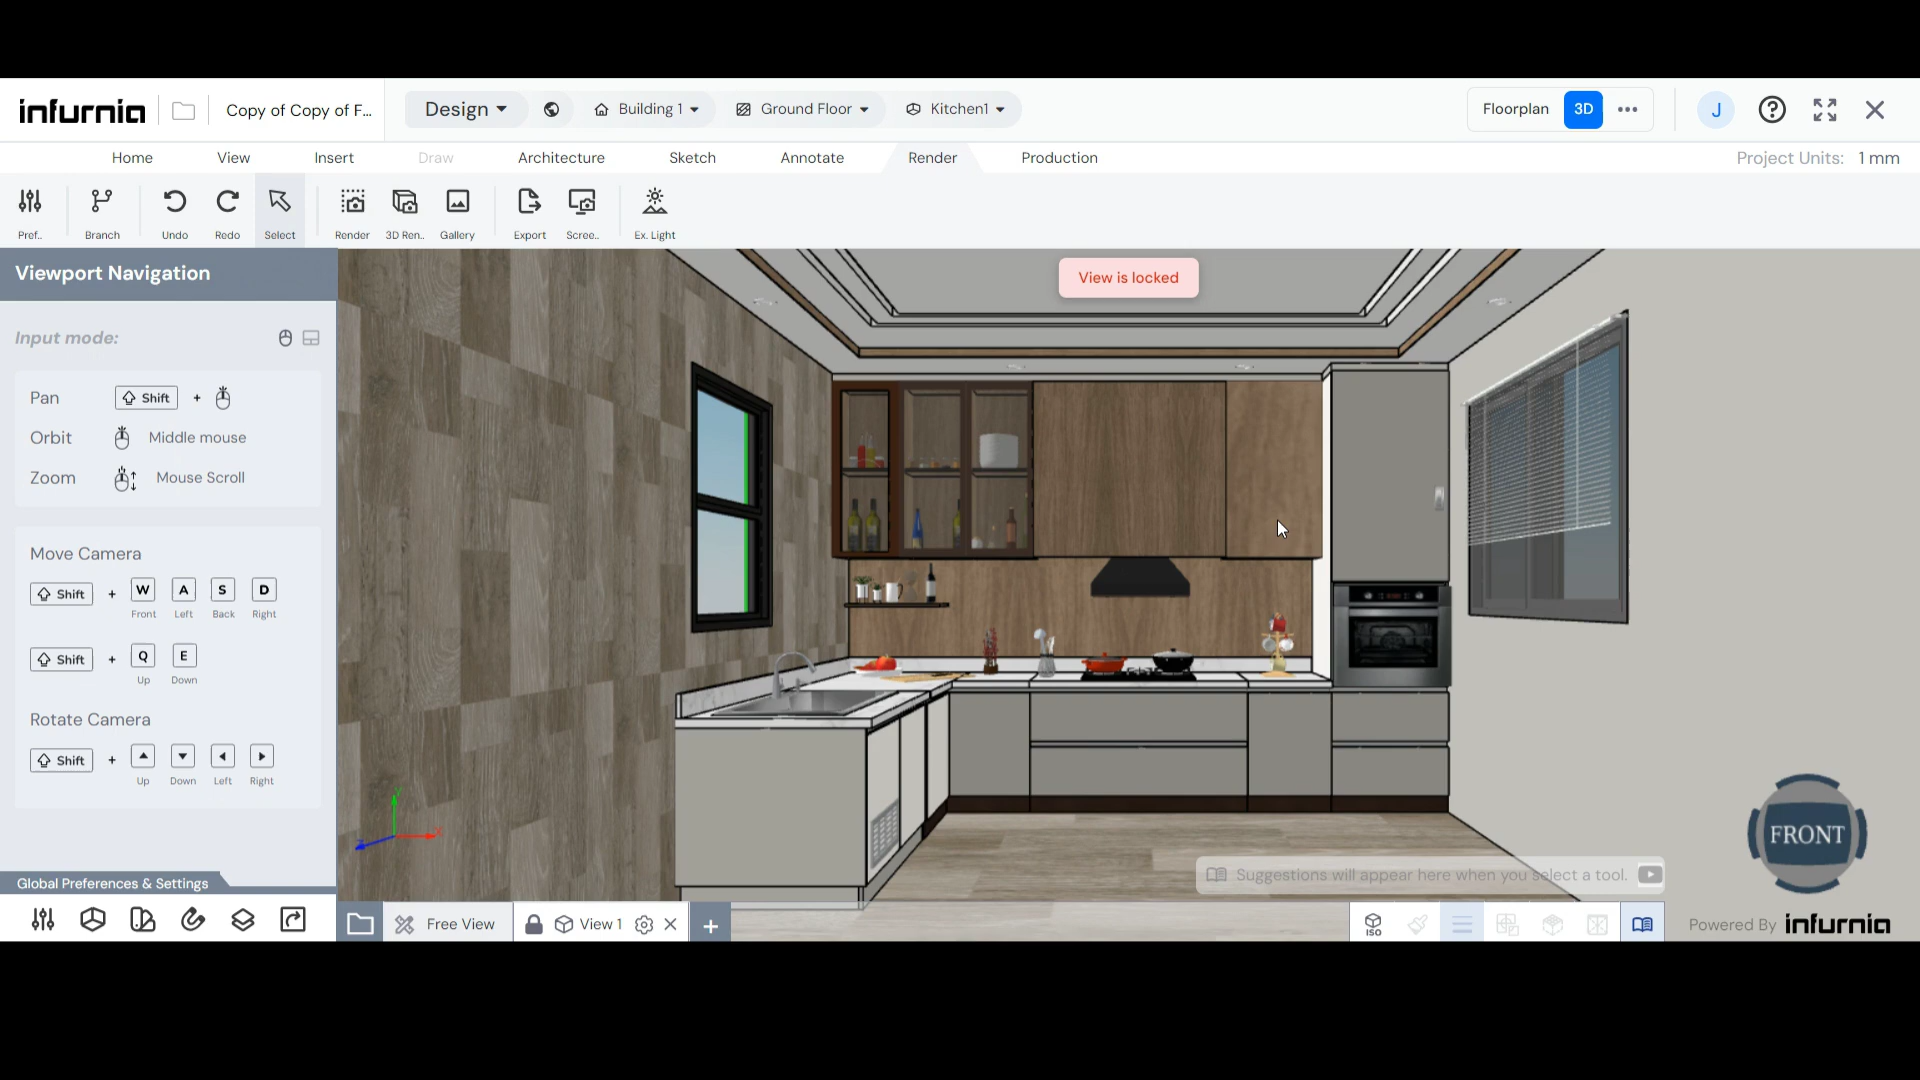 infurnia
Copy of Copy of F...
Design
Building 1
Ground Floor
Kitchen1
Floorplan
3D
J
Home
View
Insert
Draw
Architecture
Sketch
Annotate
Render
Production
Project Units: 1 mm
Pref..
Branch
Undo
Redo
Select
Render
3D Ren..
Gallery
Export
Scree..
Ex. Light
Viewport Navigation
View is locked
Input mode:
Pan
Shift +
Orbit
Middle mouse
Zoom
Mouse Scroll
Move Camera
Shift + W A S D
Front Left Back Right
Shift + Q E
Up Down
Rotate Camera
Shift +
Up Down Left Right
Y
X
Z
FRONT
Suggestions will appear here when you select a tool.
Global Preferences & Settings
Free View
View 1
+
ISO
Powered By infurnia